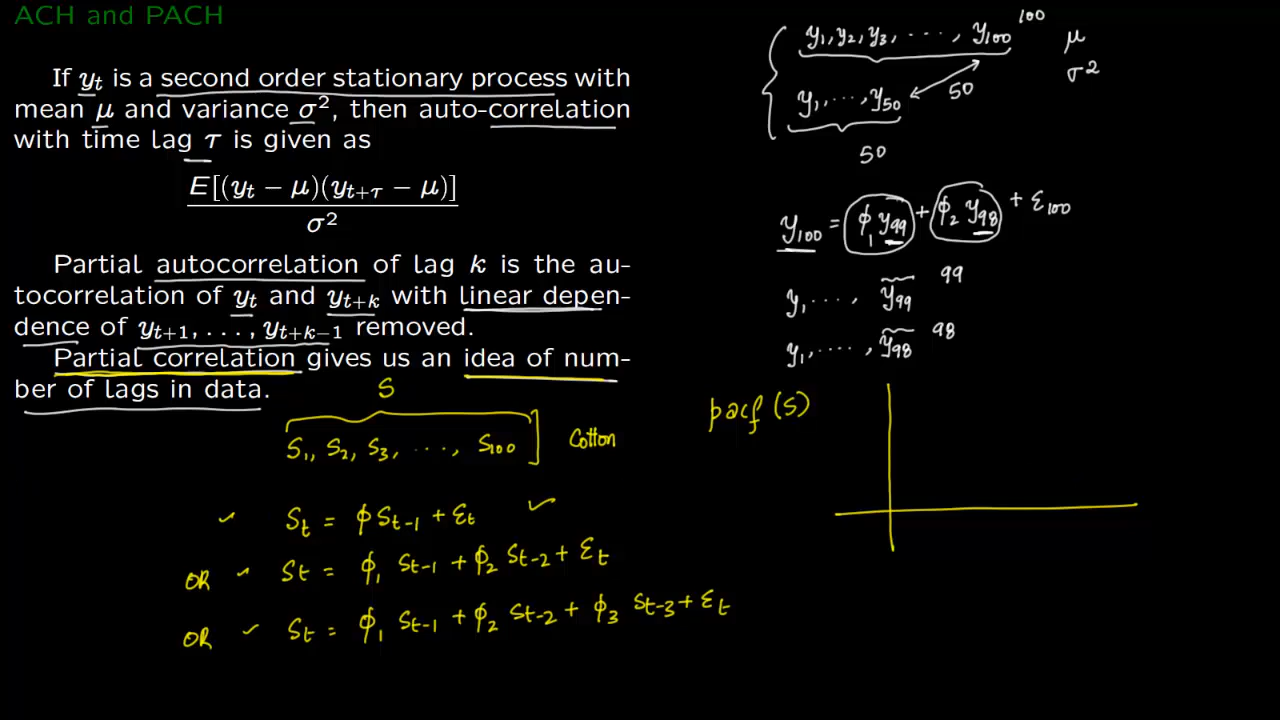 ACH and PACH
If yₜ is a second order stationary process with
mean μ and variance σ², then auto-correlation
with time lag τ is given as
E[(yₜ − μ)(yₜ₊τ − μ)]
σ²
Partial autocorrelation of lag k is the au-
tocorrelation of yₜ and yₜ₊ₖ with linear depen-
dence of yₜ₊₁, . . . , yₜ₊ₖ₋₁ removed.
Partial correlation gives us an idea of num-
ber of lags in data.
S
S₁, S₂, S₃, ⋯, S₁₀₀ Cotton
Sₜ = ϕ Sₜ₋₁ + εₜ
OR Sₜ = ϕ₁ Sₜ₋₁ + ϕ₂ Sₜ₋₂ + εₜ
OR Sₜ = ϕ₁ Sₜ₋₁ + ϕ₂ Sₜ₋₂ + ϕ₃ Sₜ₋₃ + εₜ
y₁, y₂, y₃, ⋯, y₁₀₀ 100 μ
σ²
y₁, ⋯, y₅₀ 50
50
y₁₀₀ = ϕ₁ y₉₉ + ϕ₂ y₉₈ + ε₁₀₀
y₁, ⋯, y₉₉ 99
y₁, ⋯, y₉₈ 98
pacf (S)